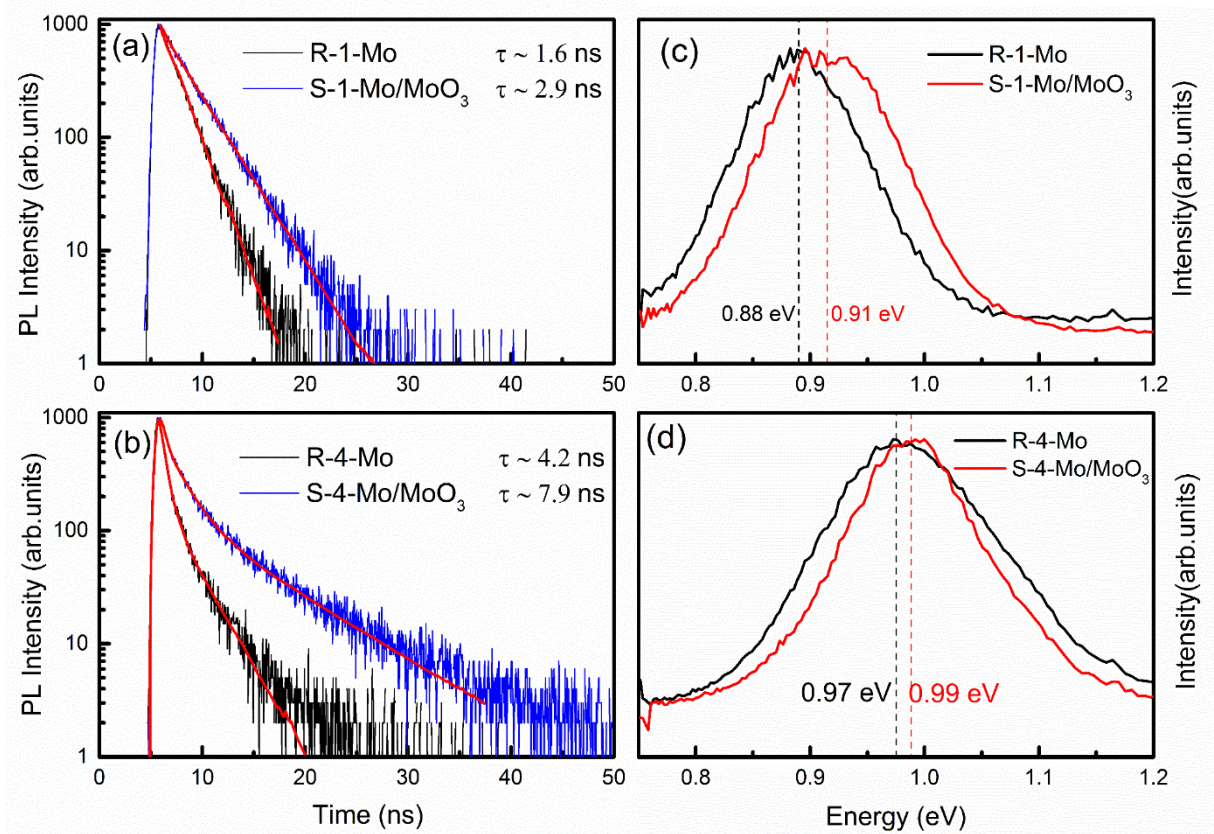 (a)
R-1-Mo τ ~ 1.6 ns
S-1-Mo/MoO₃ τ ~ 2.9 ns
PL Intensity (arb.units)
1000
100
10
1
0 10 20 30 40 50
(c)
R-1-Mo
S-1-Mo/MoO₃
0.88 eV 0.91 eV
Intensity(arb.units)
0.8 0.9 1.0 1.1 1.2
(b)
R-4-Mo τ ~ 4.2 ns
S-4-Mo/MoO₃ τ ~ 7.9 ns
PL Intensity (arb.units)
1000
100
10
1
0 10 20 30 40 50
Time (ns)
(d)
R-4-Mo
S-4-Mo/MoO₃
0.97 eV 0.99 eV
Intensity(arb.units)
0.8 0.9 1.0 1.1 1.2
Energy (eV)